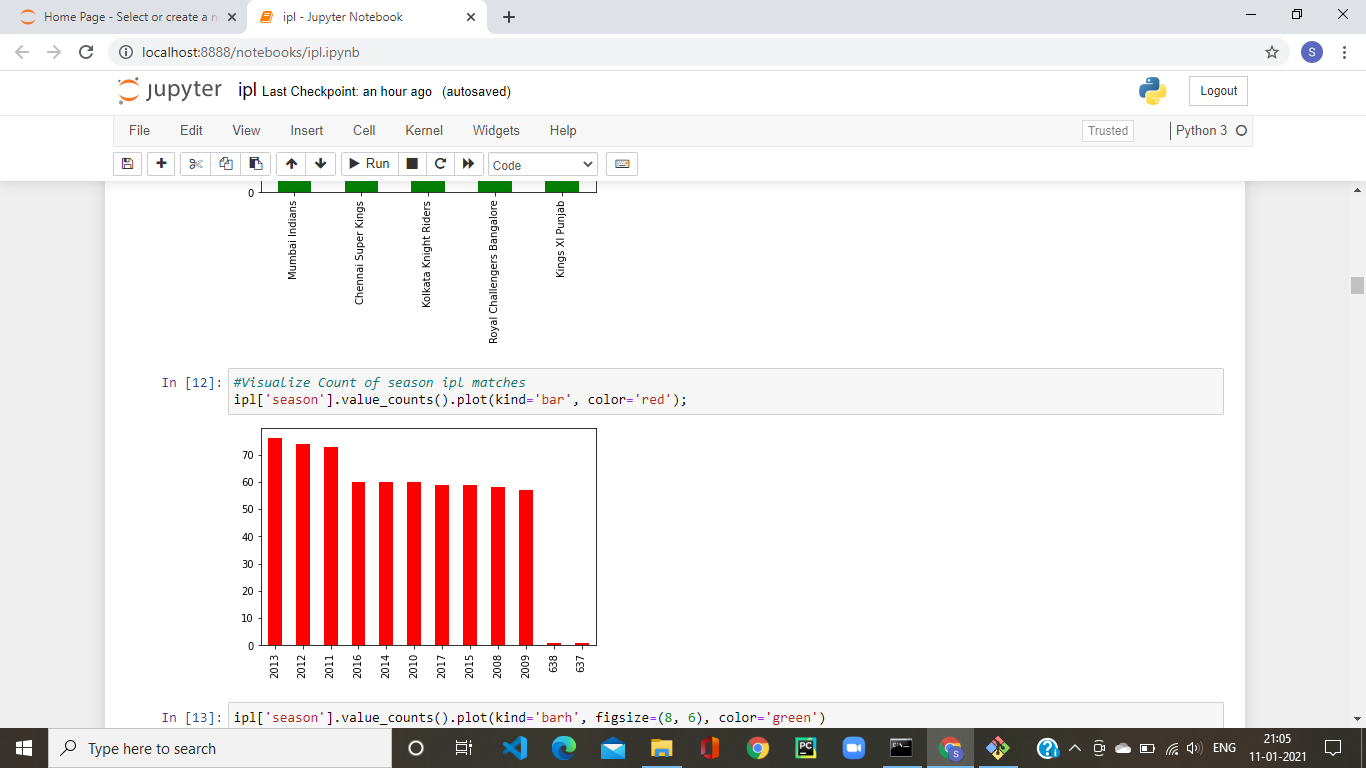 Home Page - Select or create a n
ipl - Jupyter Notebook
localhost:8888/notebooks/ipl.ipynb
S
jupyter ipl Last Checkpoint: an hour ago (autosaved)
Logout
File Edit View Insert Cell Kernel Widgets Help
Trusted
Python 3
Run
Code
0
Mumbai Indians
Chennai Super Kings
Kolkata Knight Riders
Royal Challengers Bangalore
Kings XI Punjab
In [12]:
#Visualize Count of season ipl matches
ipl['season'].value_counts().plot(kind='bar', color='red');
70
60
50
40
30
20
10
0
2013
2012
2011
2016
2014
2010
2017
2015
2008
2009
638
637
In [13]:
ipl['season'].value_counts().plot(kind='barh', figsize=(8, 6), color='green')
Type here to search
PC
S
ENG
21:05
11-01-2021